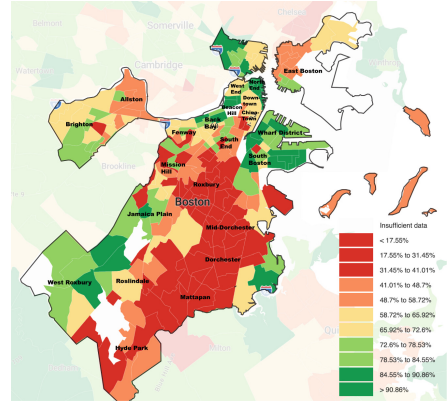 Belmont
Somerville
Chelsea
Cambridge
Watertown
East Boston
West
End
North
End
Allston
Down
town
Beacon
Hill
China
Town
Brighton
Back
Bay
Fenway
Wharf District
South
End
Brookline
Mission
Hill
South
Boston
Roxbury
Boston
Jamaica Plain
Mid-Dorchester
Insufficient data
< 17.55%
17.55% to 31.45%
Dorchester
31.45% to 41.01%
41.01% to 48.7%
West Roxbury
Roslindale
48.7% to 58.72%
Mattapan
58.72% to 65.92%
65.92% to 72.6%
72.6% to 78.53%
Hyde Park
78.53% to 84.55%
84.55% to 90.86%
> 90.86%